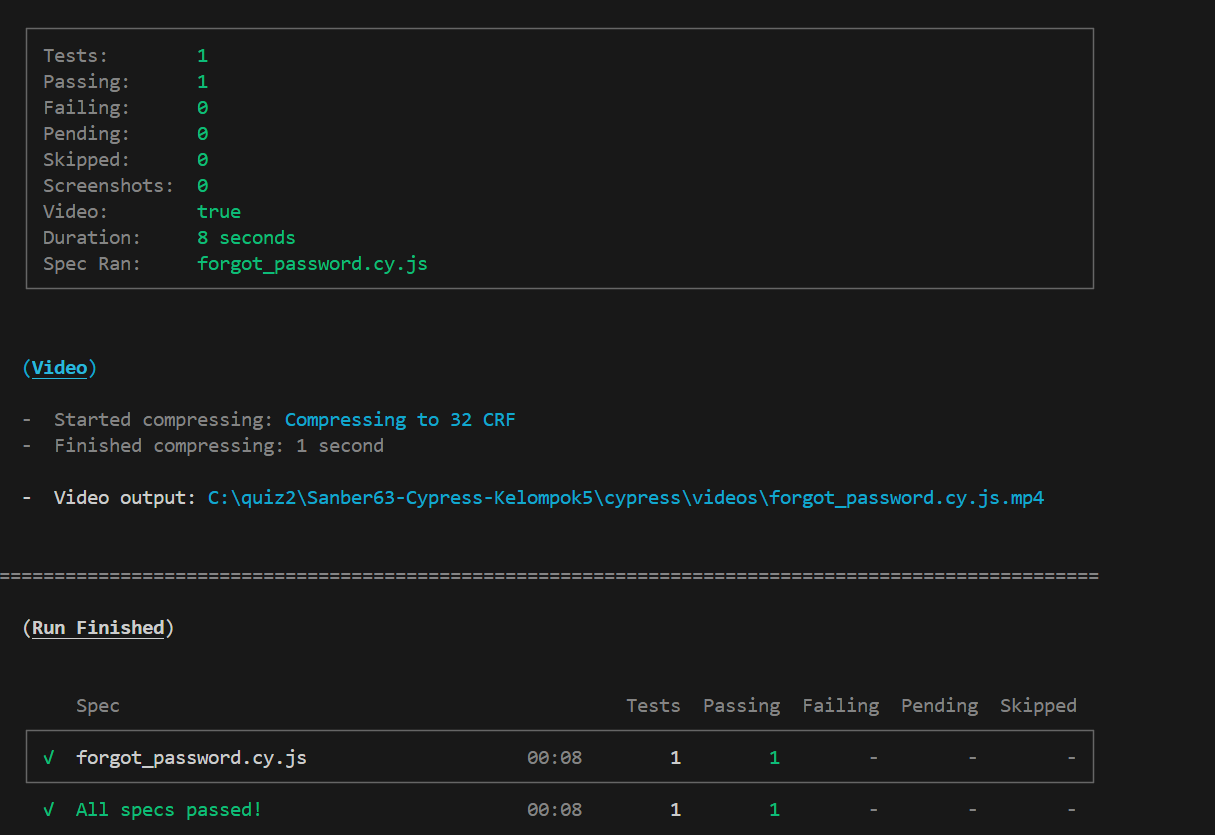 Tests: 1
Passing: 1
Failing: 0
Pending: 0
Skipped: 0
Screenshots: 0
Video: true
Duration: 8 seconds
Spec Ran: forgot_password.cy.js
(Video)
- Started compressing: Compressing to 32 CRF
- Finished compressing: 1 second
- Video output: C:\quiz2\Sanber63-Cypress-Kelompok5\cypress\videos\forgot_password.cy.js.mp4
====================================================================================================
(Run Finished)
Spec Tests Passing Failing Pending Skipped
√ forgot_password.cy.js 00:08 1 1 - - -
√ All specs passed! 00:08 1 1 - - -